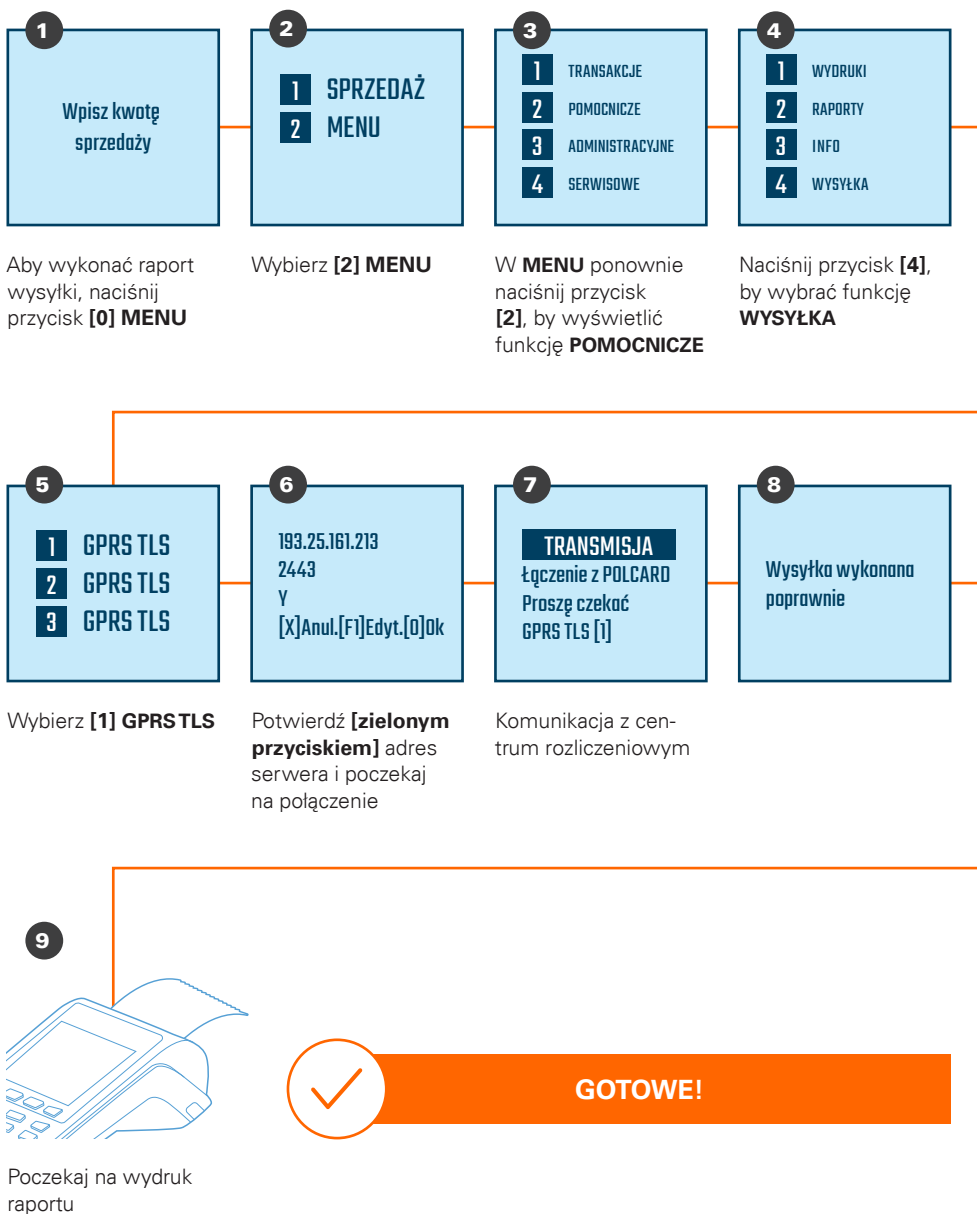 1
Wpisz kwotę
sprzedaży
Aby wykonać raport
wysyłki, naciśnij
przycisk [0] MENU
2
1 SPRZEDAŻ
2 MENU
Wybierz [2] MENU
3
1 TRANSAKCJE
2 POMOCNICZE
3 ADMINISTRACYJNE
4 SERWISOWE
W MENU ponownie
naciśnij przycisk
[2], by wyświetlić
funkcję POMOCNICZE
4
1 WYDRUKI
2 RAPORTY
3 INFO
4 WYSYŁKA
Naciśnij przycisk [4],
by wybrać funkcję
WYSYŁKA
5
1 GPRS TLS
2 GPRS TLS
3 GPRS TLS
Wybierz [1] GPRS TLS
6
193.25.161.213
2443
Y
[X]Anul.[F1]Edyt.[0]Ok
Potwierdź [zielonym
przyciskiem] adres
serwera i poczekaj
na połączenie
7
TRANSMISJA
Łączenie z POLCARD
Proszę czekać
GPRS TLS [1]
Komunikacja z cen-
trum rozliczeniowym
8
Wysyłka wykonana
poprawnie
9
Poczekaj na wydruk
raportu
GOTOWE!